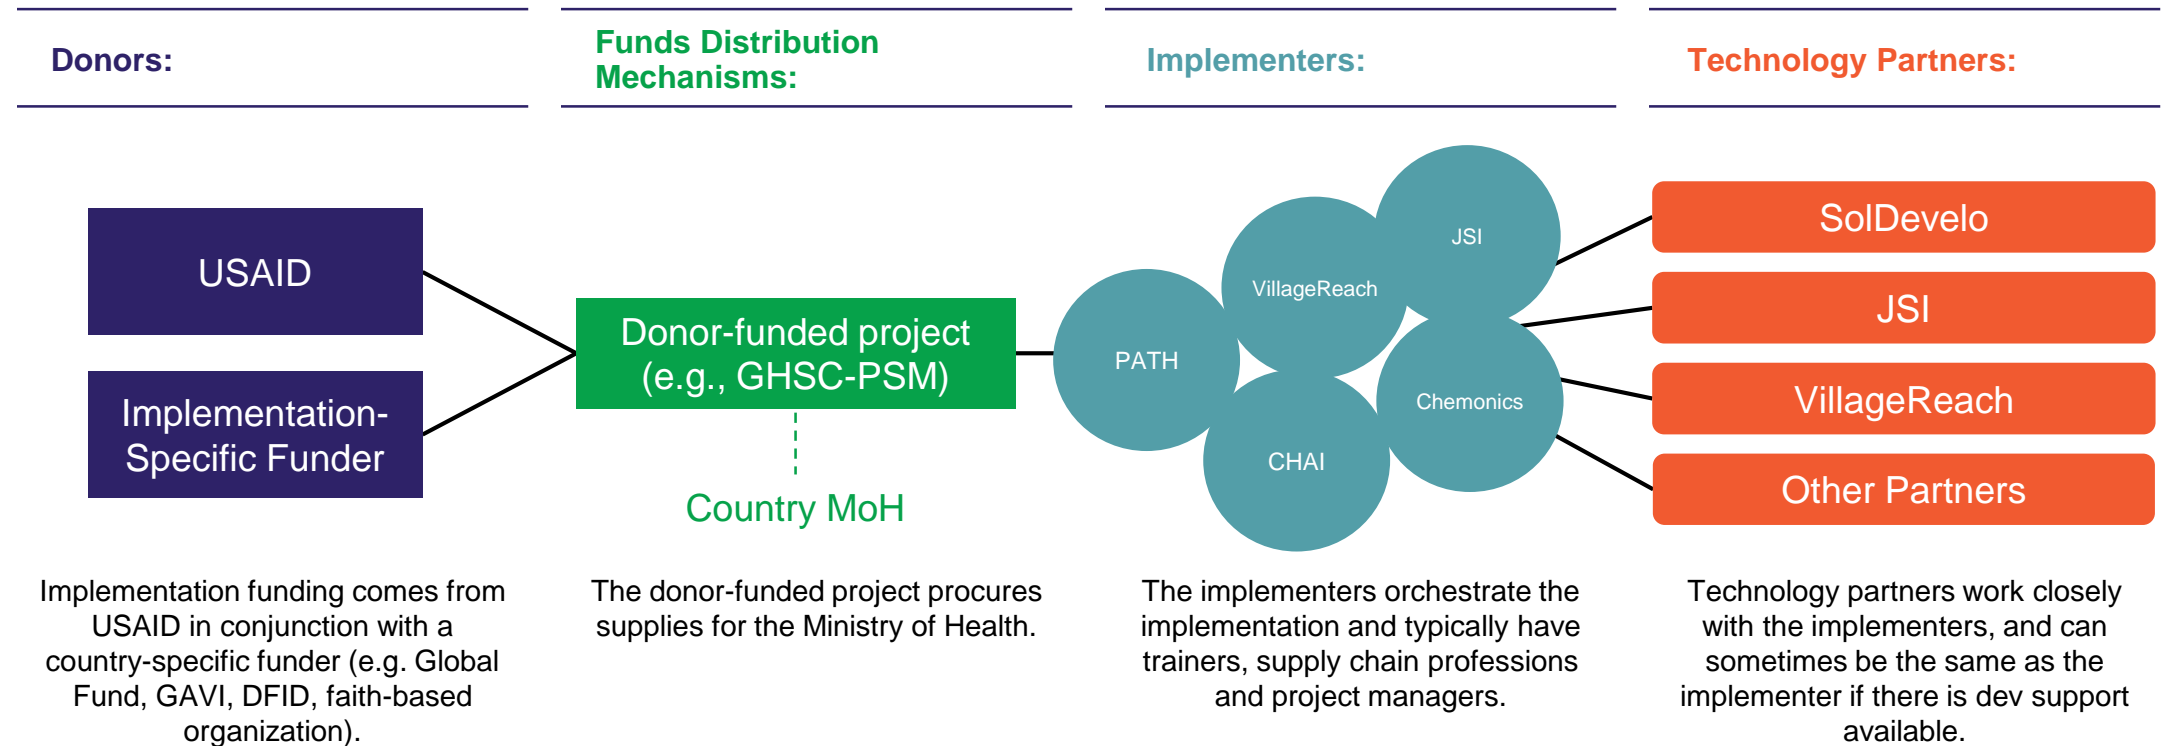 Donors:
Funds Distribution
Mechanisms:
Implementers:
Technology Partners:
USAID
Implementation-
Specific Funder
Donor-funded project
(e.g., GHSC-PSM)
Country MoH
PATH
VillageReach
JSI
CHAI
Chemonics
SolDevelo
JSI
VillageReach
Other Partners
Implementation funding comes from
USAID in conjunction with a
country-specific funder (e.g. Global
Fund, GAVI, DFID, faith-based
organization).
The donor-funded project procures
supplies for the Ministry of Health.
The implementers orchestrate the
implementation and typically have
trainers, supply chain professions
and project managers.
Technology partners work closely
with the implementers, and can
sometimes be the same as the
implementer if there is dev support
available.